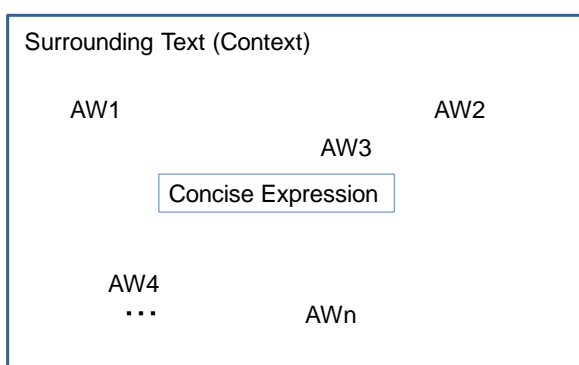 Surrounding Text (Context)
AW1 AW2
AW3
Concise Expression
AW4
... AWn